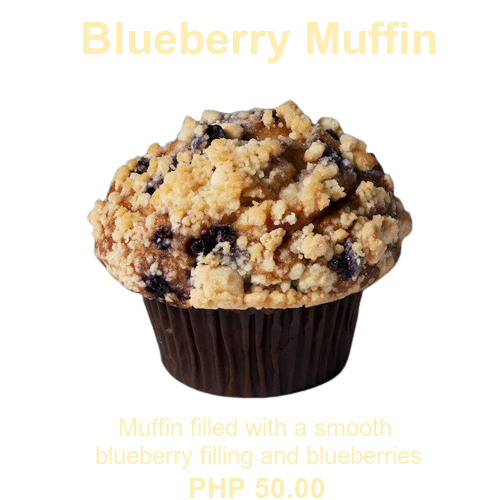 Blueberry Muffin
Muffin filled with a smooth
blueberry filling and blueberries
PHP 50.00